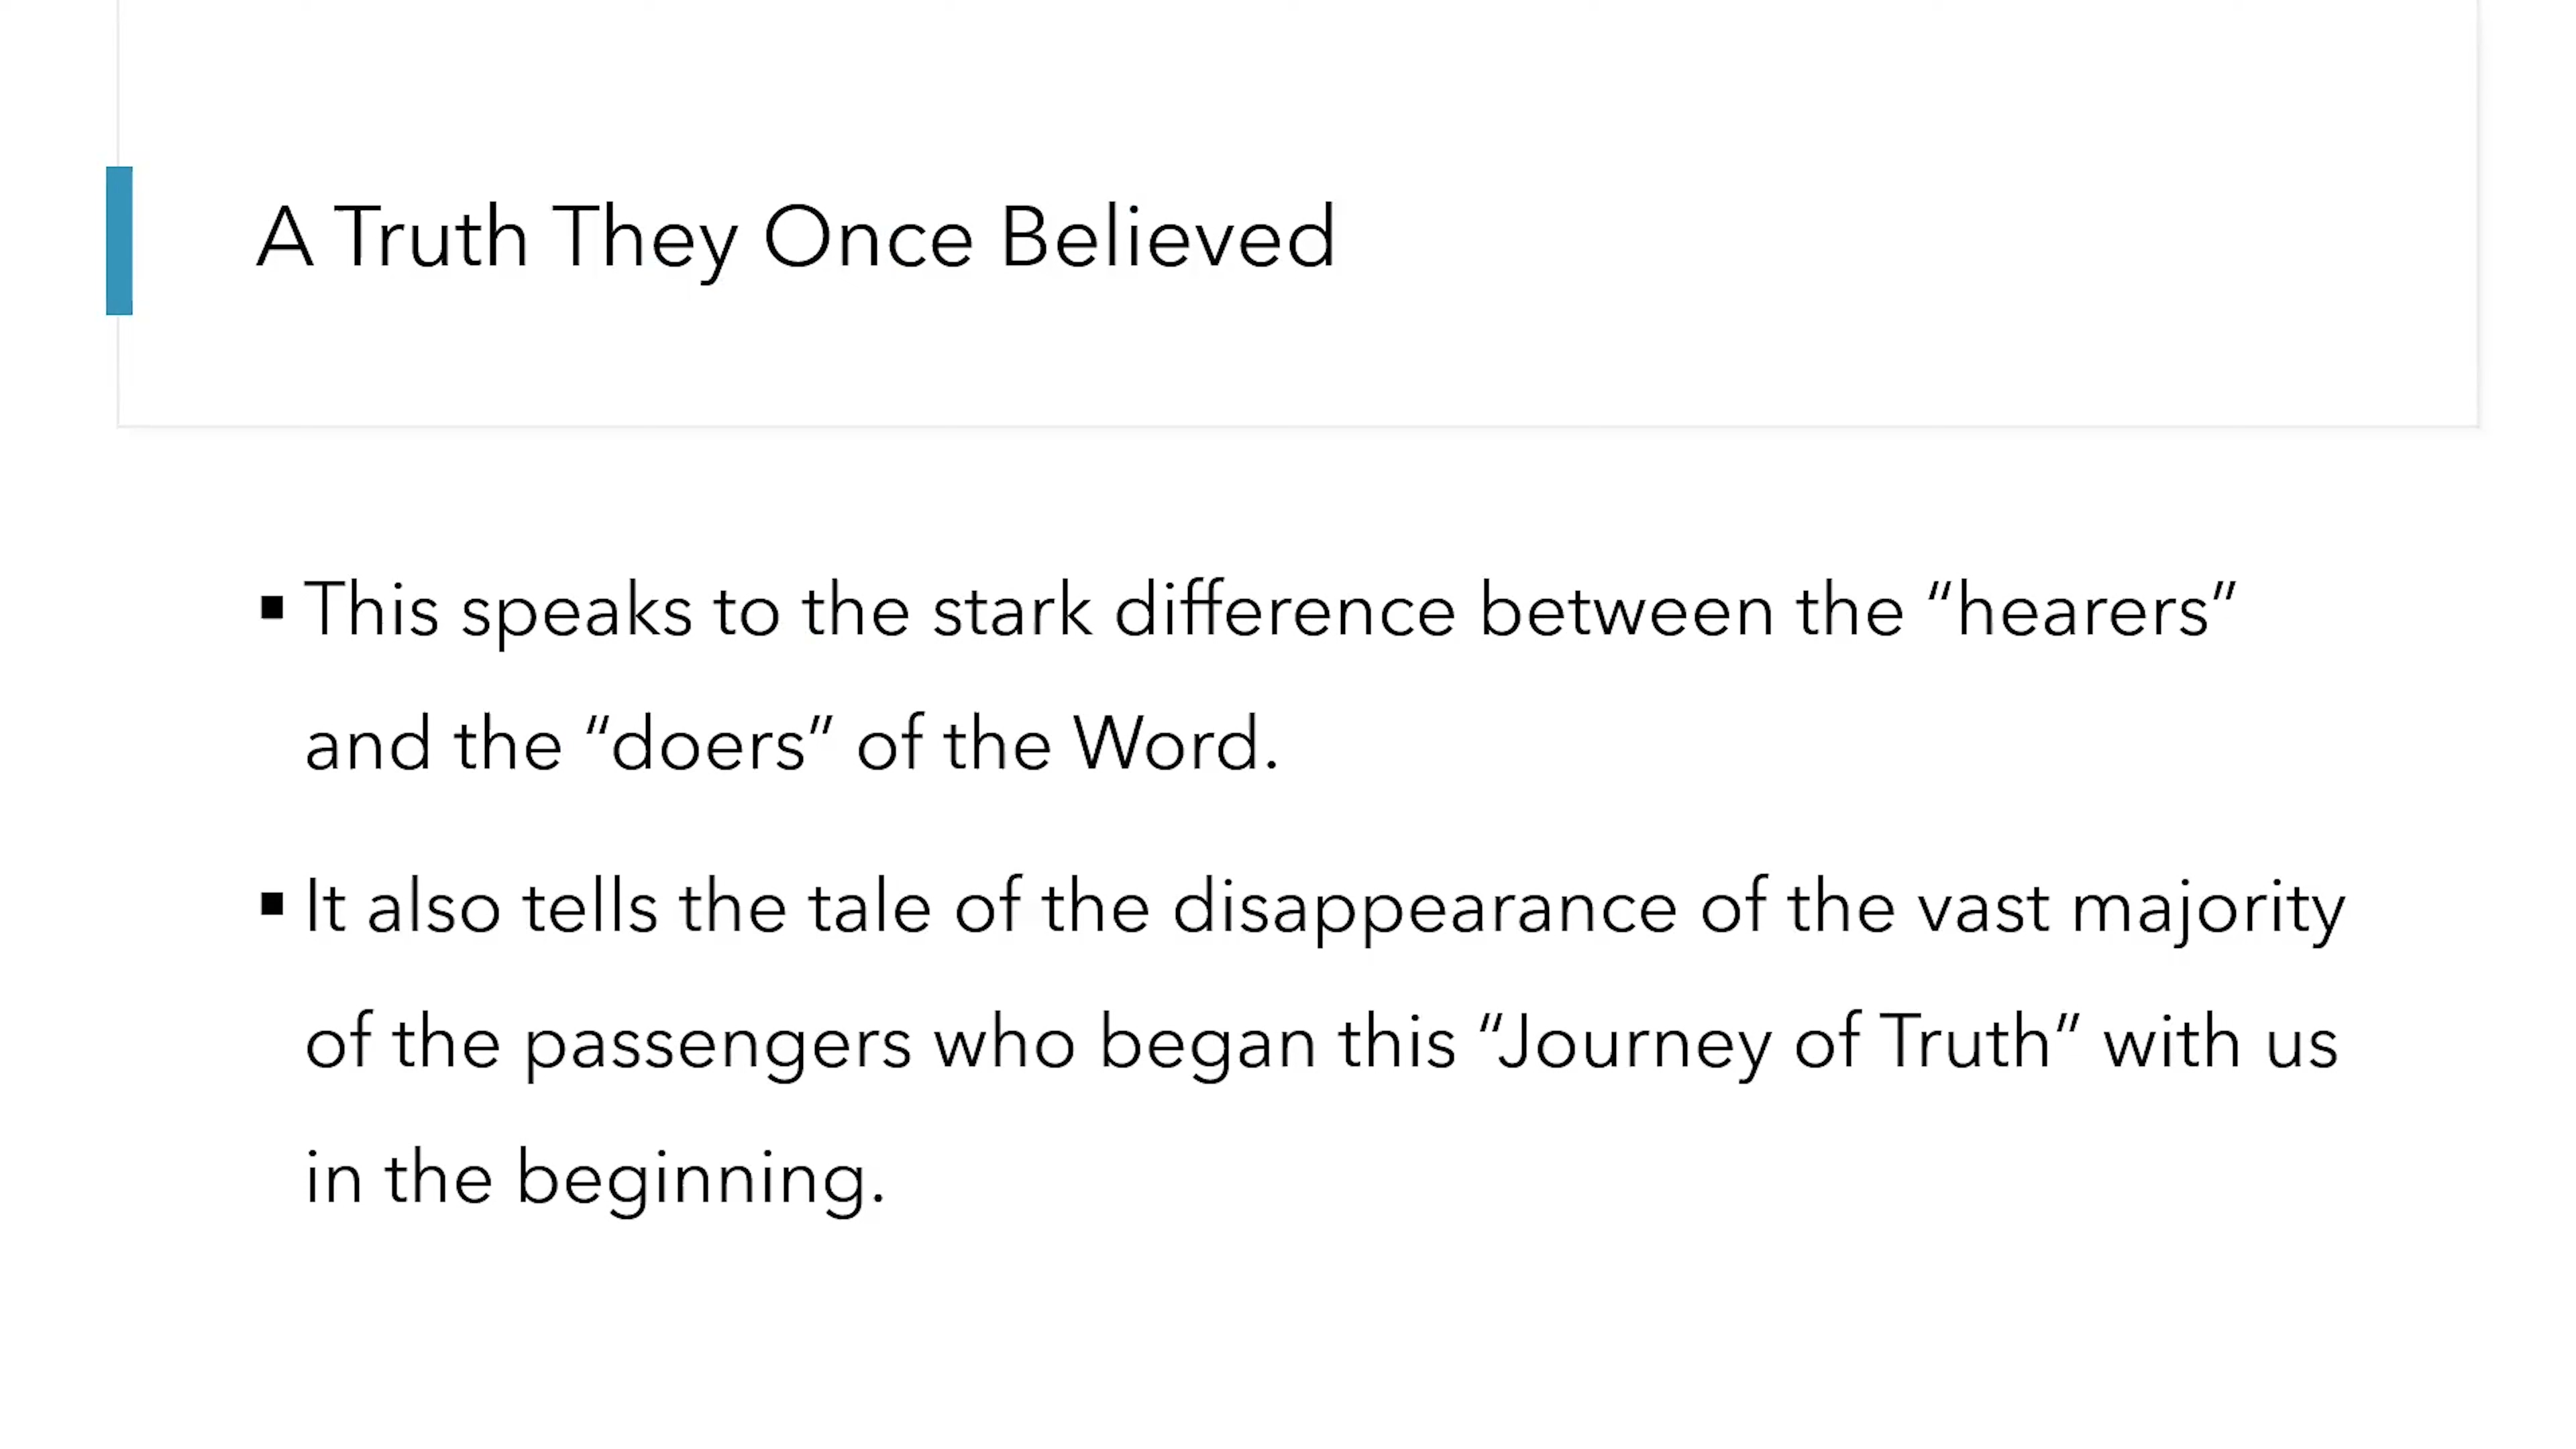 A Truth They Once Believed
▪ This speaks to the stark difference between the “hearers”
and the “doers” of the Word.
▪ It also tells the tale of the disappearance of the vast majority
of the passengers who began this “Journey of Truth” with us
in the beginning.